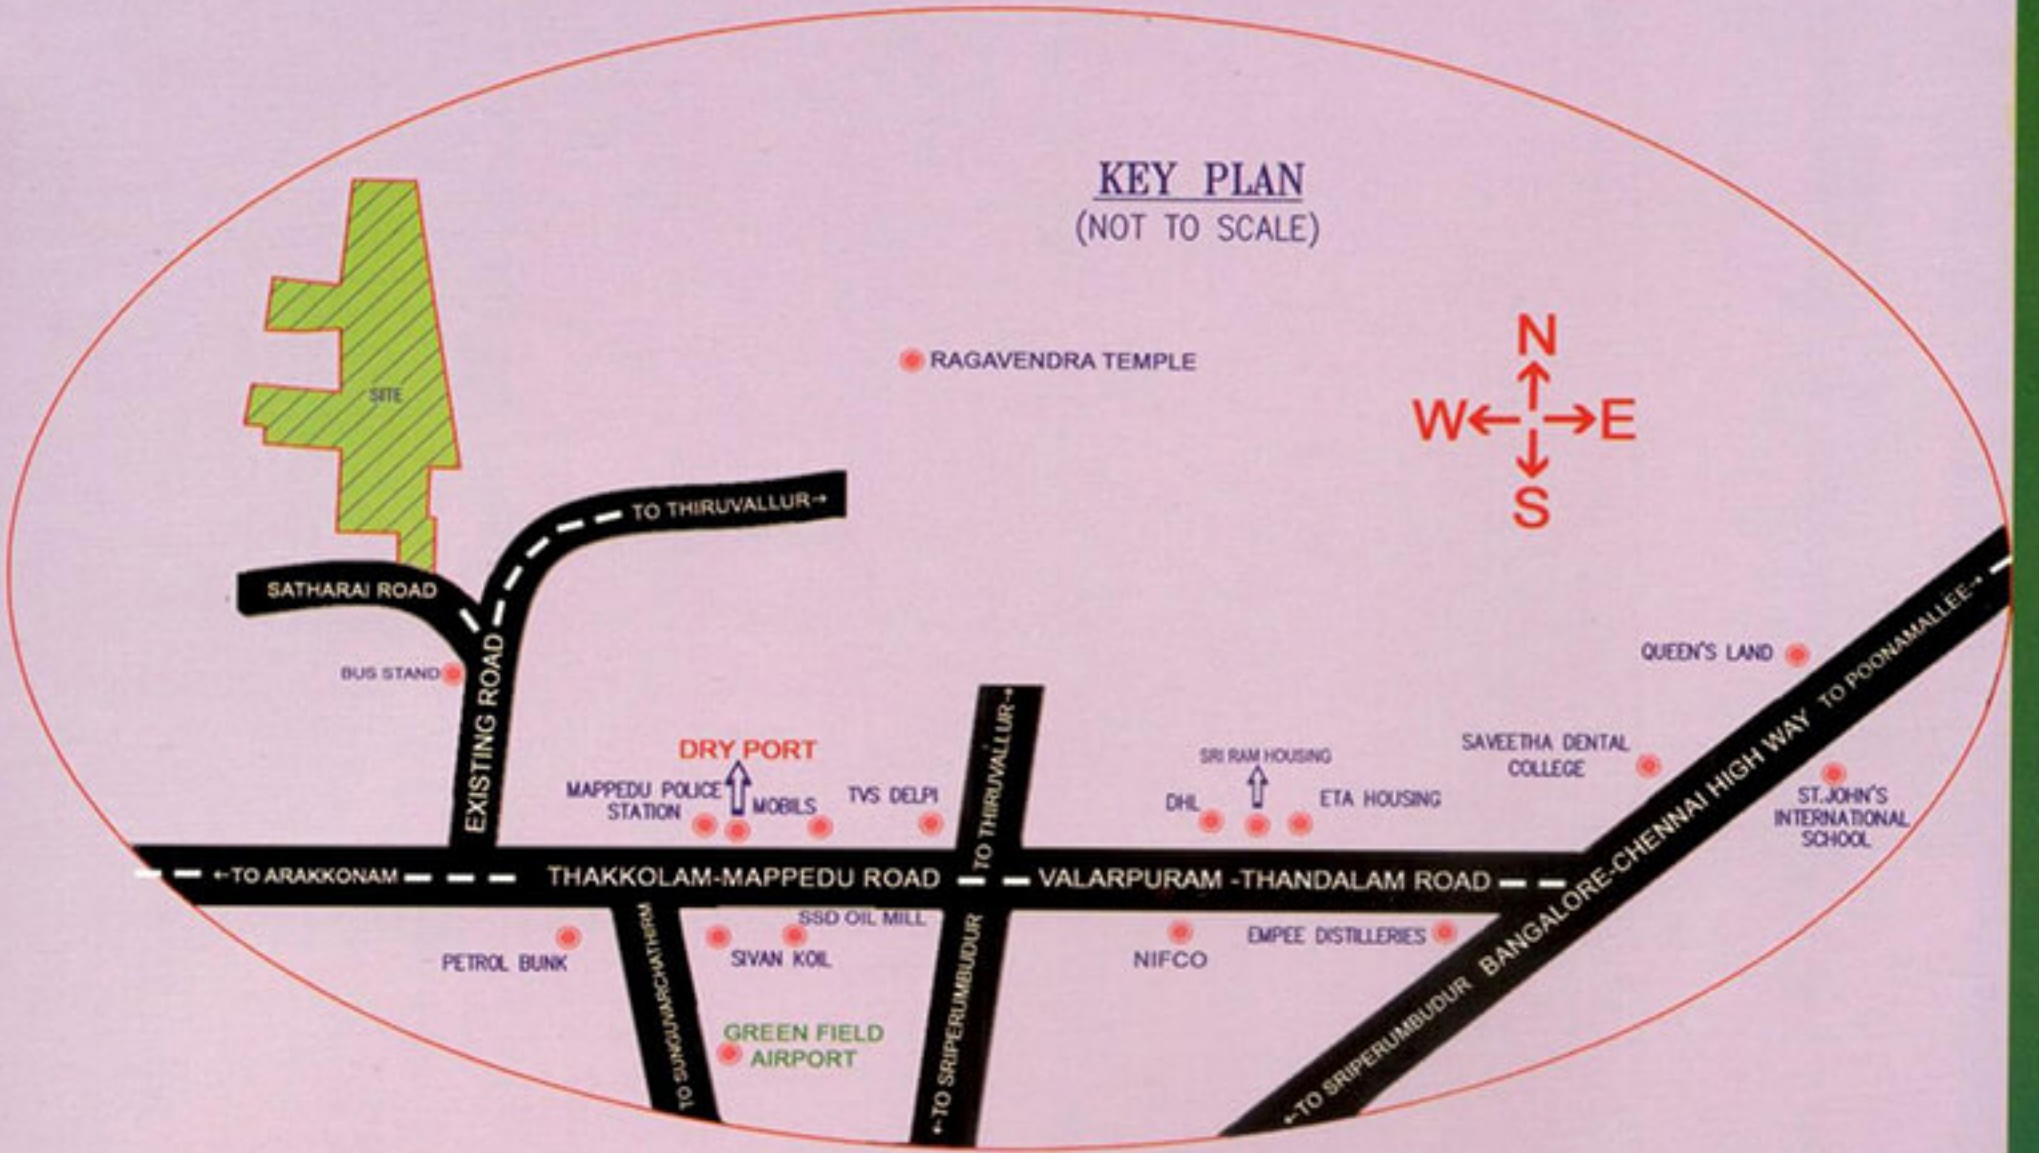 KEY PLAN
(NOT TO SCALE)
N
W E
S
SITE
RAGAVENDRA TEMPLE
TO THIRUVALLUR→
SATHARAI ROAD
BUS STAND
EXISTING ROAD
DRY PORT
MAPPEDU POLICE
STATION
MOBILS
TVS DELPI
TO THIRUVALLUR→
SRI RAM HOUSING
DHL
ETA HOUSING
SAVEETHA DENTAL
COLLEGE
QUEEN'S LAND
TO POONAMALLEE→
ST.JOHN'S
INTERNATIONAL
SCHOOL
←TO ARAKKONAM
THAKKOLAM-MAPPEDU ROAD
VALARPURAM -THANDALAM ROAD
BANGALORE-CHENNAI HIGH WAY
←TO SRIPERUMBUDUR
PETROL BUNK
TO SUNGUVARCHATHIRM
SSD OIL MILL
SIVAN KOIL
←TO SRIPERUMBUDUR
NIFCO
EMPEE DISTILLERIES
GREEN FIELD
AIRPORT